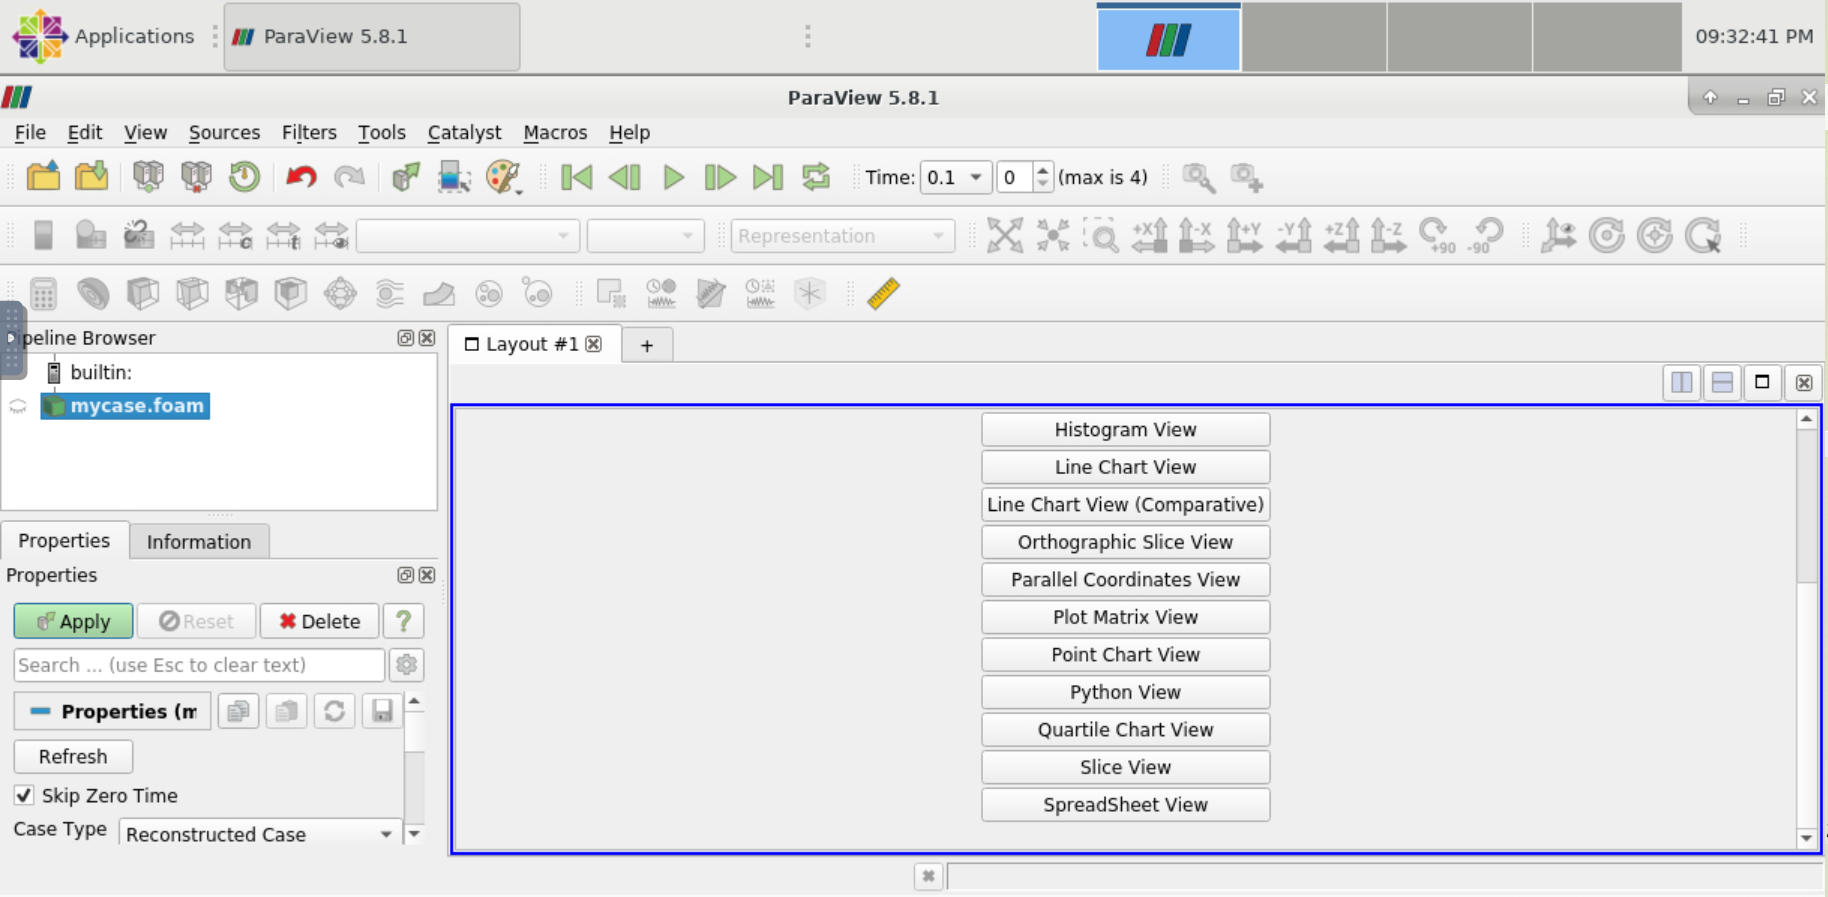 Applications
ParaView 5.8.1
09:32:41 PM
ParaView 5.8.1
File Edit View Sources Filters Tools Catalyst Macros Help
Time: 0.1 0 (max is 4)
Representation +X -X +Y -Y +Z -Z +90 -90
c t
Pipeline Browser
Layout #1 +
builtin:
mycase.foam
Histogram View
Line Chart View
Line Chart View (Comparative)
Orthographic Slice View
Parallel Coordinates View
Plot Matrix View
Point Chart View
Python View
Quartile Chart View
Slice View
SpreadSheet View
Properties Information
Properties
Apply Reset Delete ?
Search ... (use Esc to clear text)
Properties (m
Refresh
Skip Zero Time
Case Type Reconstructed Case